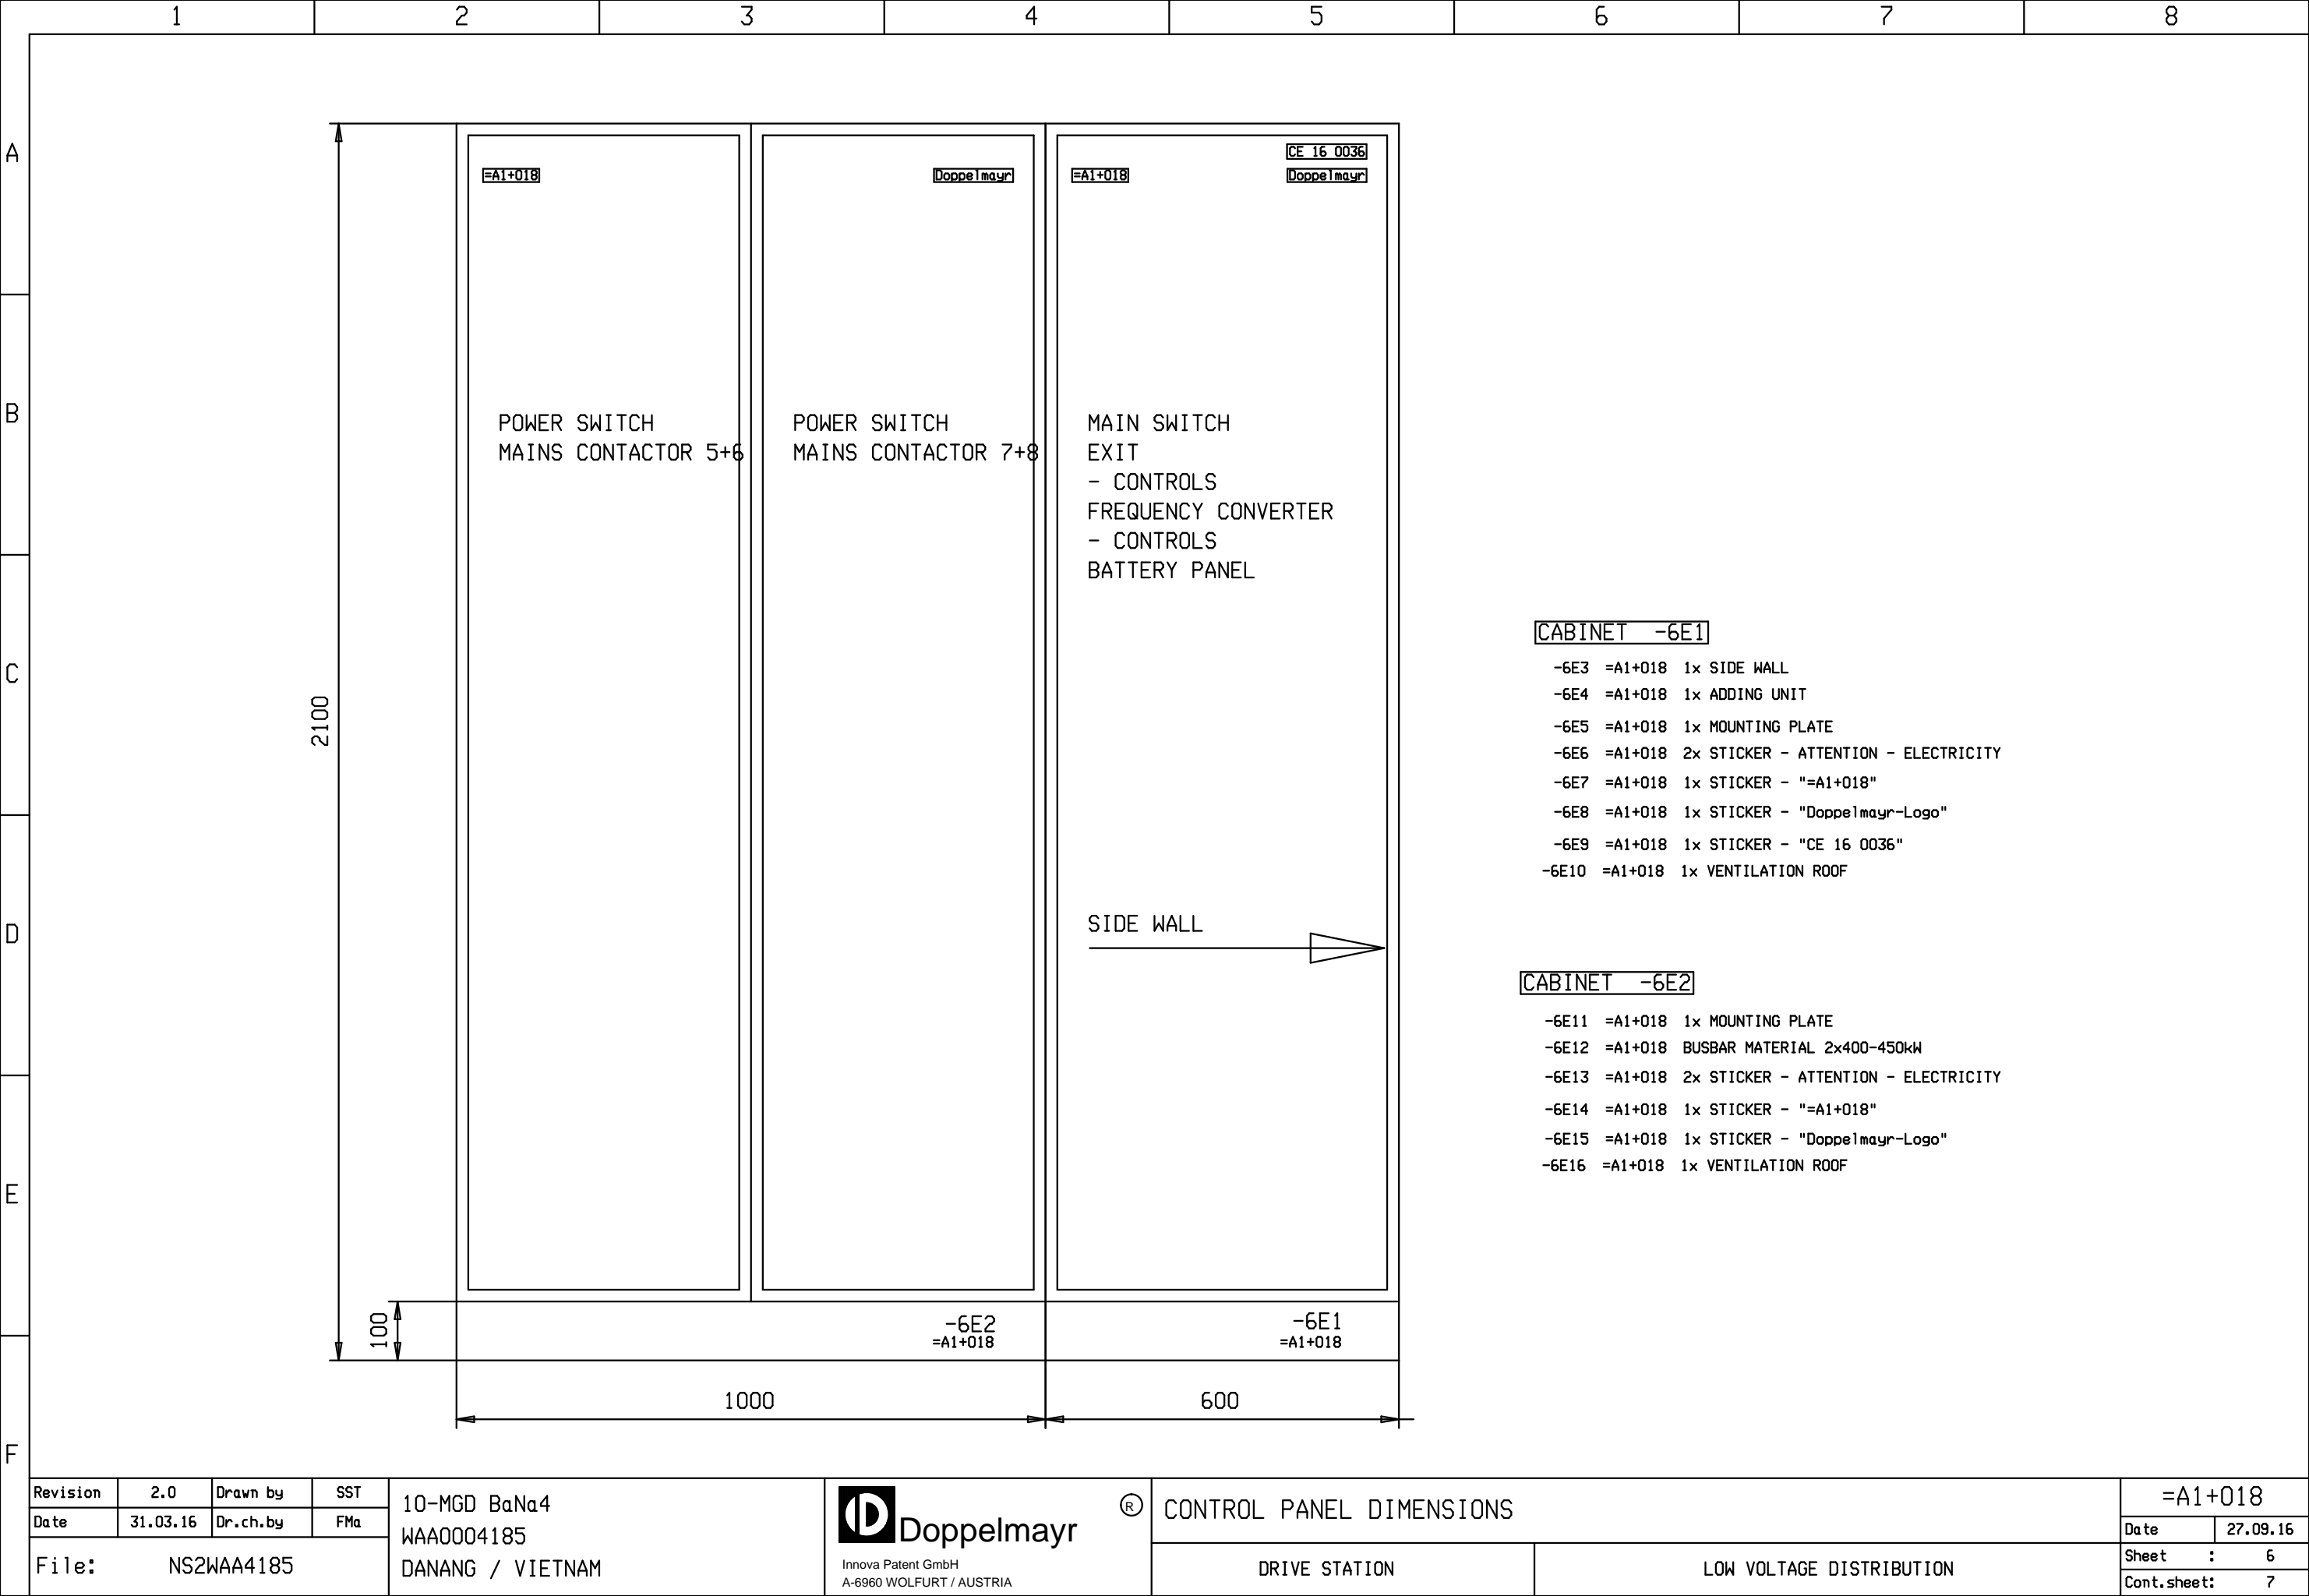 1 2 3 4 5 6 7 8
A
B
C
D
E
F
CE 16 0036
=A1+018
Doppelmayr
=A1+018
Doppelmayr
POWER SWITCH
MAINS CONTACTOR 5+6
POWER SWITCH
MAINS CONTACTOR 7+8
MAIN SWITCH
EXIT
- CONTROLS
FREQUENCY CONVERTER
- CONTROLS
BATTERY PANEL
2100
SIDE WALL
100
-6E2
=A1+018
-6E1
=A1+018
1000
600
CABINET -6E1
-6E3 =A1+018 1x SIDE WALL
-6E4 =A1+018 1x ADDING UNIT
-6E5 =A1+018 1x MOUNTING PLATE
-6E6 =A1+018 2x STICKER - ATTENTION - ELECTRICITY
-6E7 =A1+018 1x STICKER - "=A1+018"
-6E8 =A1+018 1x STICKER - "Doppelmayr-Logo"
-6E9 =A1+018 1x STICKER - "CE 16 0036"
-6E10 =A1+018 1x VENTILATION ROOF
CABINET -6E2
-6E11 =A1+018 1x MOUNTING PLATE
-6E12 =A1+018 BUSBAR MATERIAL 2x400-450kW
-6E13 =A1+018 2x STICKER - ATTENTION - ELECTRICITY
-6E14 =A1+018 1x STICKER - "=A1+018"
-6E15 =A1+018 1x STICKER - "Doppelmayr-Logo"
-6E16 =A1+018 1x VENTILATION ROOF
Revision 2.0 Drawn by SST
Date 31.03.16 Dr.ch.by FMa
File: NS2WAA4185
10-MGD BaNa4
WAA0004185
DANANG / VIETNAM
Doppelmayr ®
Innova Patent GmbH
A-6960 WOLFURT / AUSTRIA
CONTROL PANEL DIMENSIONS
DRIVE STATION
LOW VOLTAGE DISTRIBUTION
=A1+018
Date 27.09.16
Sheet : 6
Cont.sheet: 7